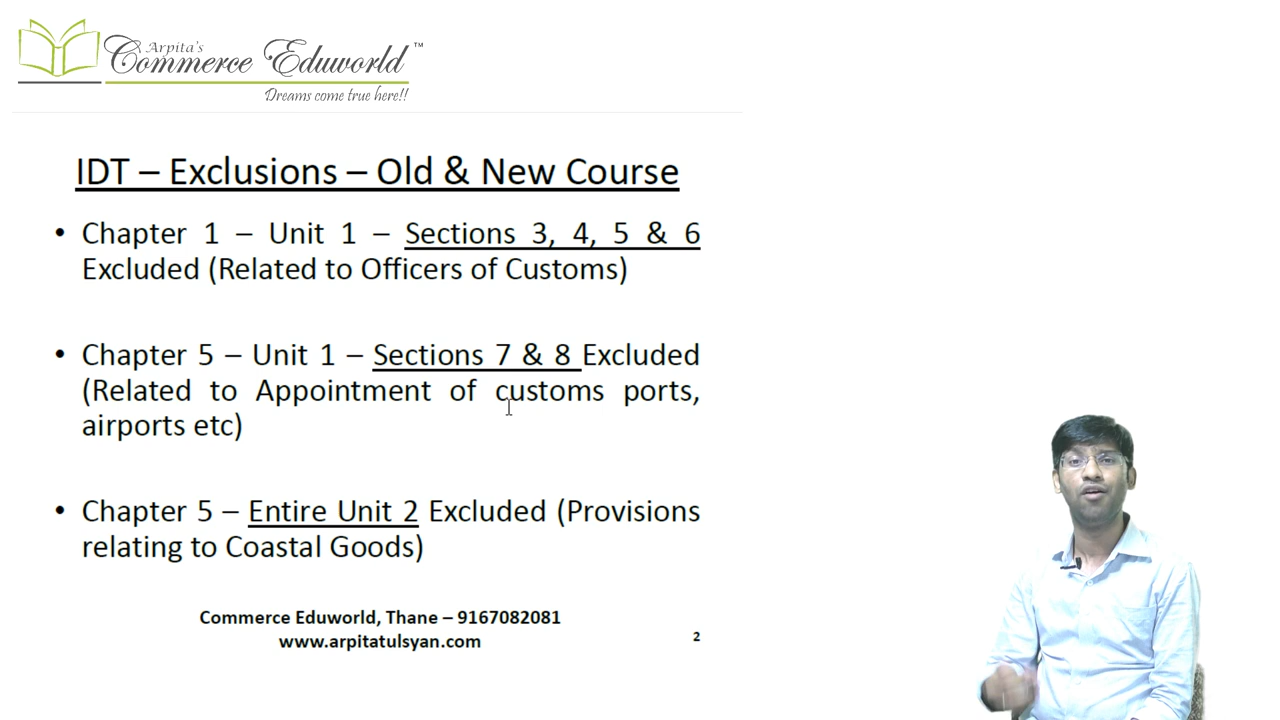 Arpita's
Commerce Eduworld™
Dreams come true here!!
IDT – Exclusions – Old & New Course
• Chapter 1 – Unit 1 – Sections 3, 4, 5 & 6
Excluded (Related to Officers of Customs)
• Chapter 5 – Unit 1 – Sections 7 & 8 Excluded
(Related to Appointment of customs ports,
airports etc)
• Chapter 5 – Entire Unit 2 Excluded (Provisions
relating to Coastal Goods)
Commerce Eduworld, Thane – 9167082081
www.arpitatulsyan.com
2